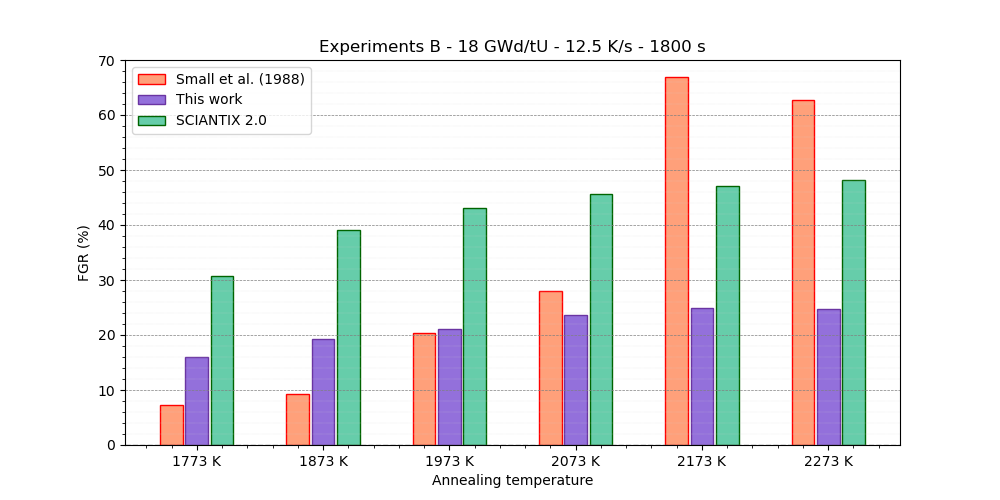 Experiments B - 18 GWd/tU - 12.5 K/s - 1800 s
Small et al. (1988)
This work
SCIANTIX 2.0
FGR (%)
70
60
50
40
30
20
10
0
1773 K
1873 K
1973 K
2073 K
2173 K
2273 K
Annealing temperature